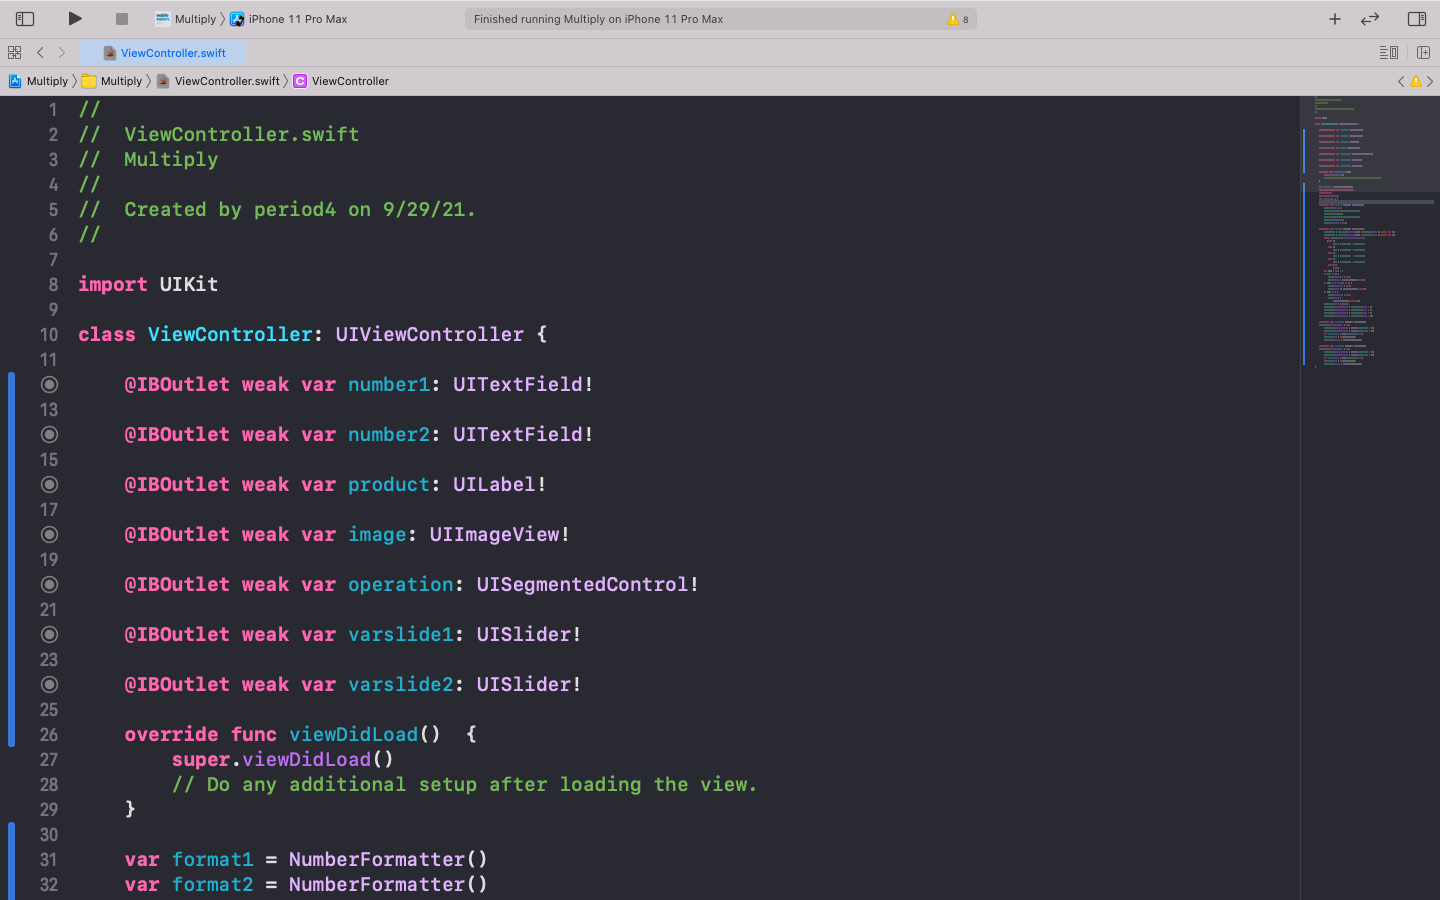 Multiply iPhone 11 Pro Max
Finished running Multiply on iPhone 11 Pro Max 8
ViewController.swift
Multiply Multiply ViewController.swift C ViewController
1 //
2 //  ViewController.swift
3 //  Multiply
4 //
5 //  Created by period4 on 9/29/21.
6 //
7
8 import UIKit
9
10 class ViewController: UIViewController {
11
@IBOutlet weak var number1: UITextField!
13
@IBOutlet weak var number2: UITextField!
15
@IBOutlet weak var product: UILabel!
17
@IBOutlet weak var image: UIImageView!
19
@IBOutlet weak var operation: UISegmentedControl!
21
@IBOutlet weak var varslide1: UISlider!
23
@IBOutlet weak var varslide2: UISlider!
25
26 override func viewDidLoad()  {
27 super.viewDidLoad()
28 // Do any additional setup after loading the view.
29 }
30
31 var format1 = NumberFormatter()
32 var format2 = NumberFormatter()